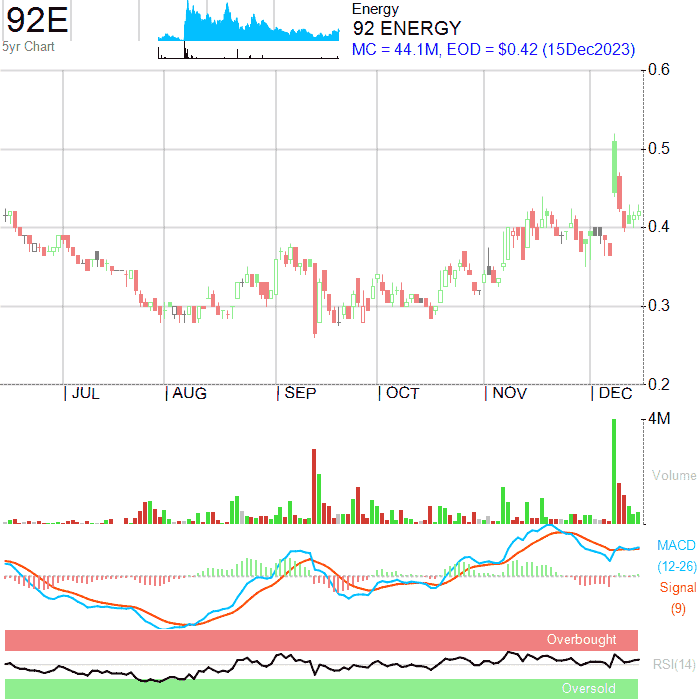 92E
5yr Chart
Energy
92 ENERGY
MC = 44.1M, EOD = $0.42 (15Dec2023)
0.6
0.5
0.4
0.3
0.2
JUL AUG SEP OCT NOV DEC
4M
Volume
MACD
(12-26)
Signal
(9)
Overbought
RSI(14)
Oversold